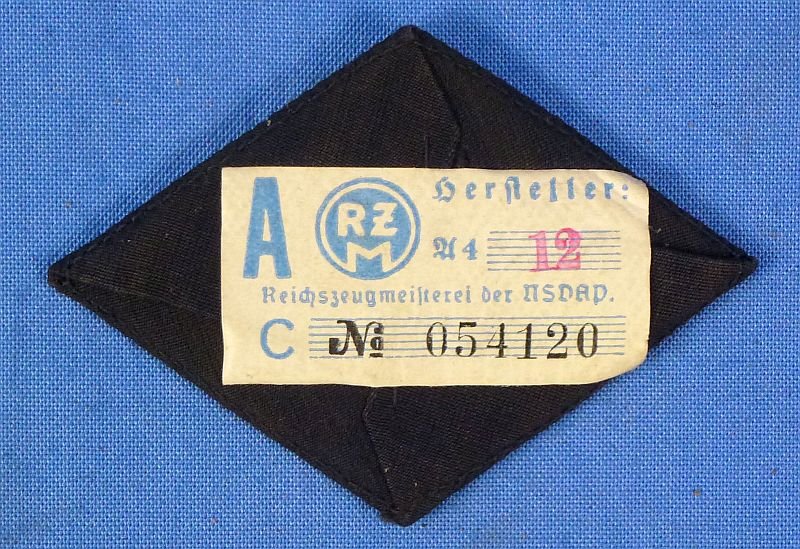 A RZM Hersteller:
A4 12
Reichszeugmeisterei der NSDAP.
C № 054120